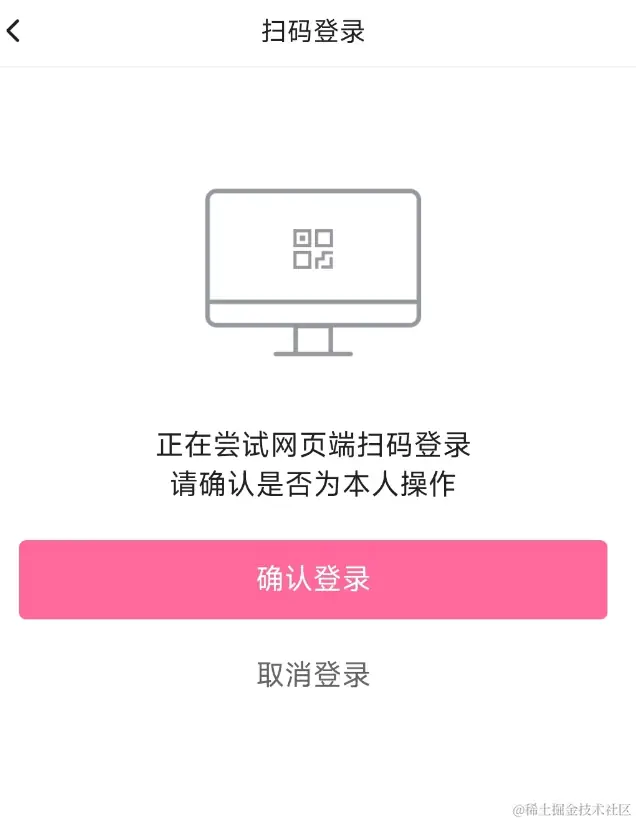 扫码登录
正在尝试网页端扫码登录
请确认是否为本人操作
确认登录
取消登录
@稀土掘金技术社区